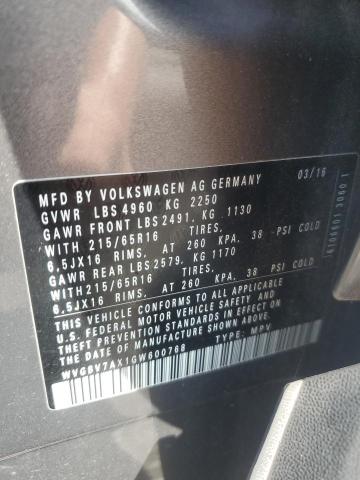 MFD BY VOLKSWAGEN AG GERMANY 03/16
GVWR LBS 4960 KG 2250
GAWR FRONT LBS 2491, KG 1130
WITH 215/65R16 TIRES,
6,5JX16 RIMS, AT 260 KPA, 38 PSI COLD
GAWR REAR LBS 2579, KG 1170
WITH 215/65R16 TIRES,
6,5JX16 RIMS, AT 260 KPA, 38 PSI COLD
THIS VEHICLE CONFORMS TO ALL APPLICABLE
U.S. FEDERAL MOTOR VEHICLE SAFETY AND
THEFT PREVENTION STANDARDS IN EFFECT ON THE
DATE OF MANUFACTURE SHOWN ABOVE.
WVGBV7AX1GW600768 TYPE: MPV